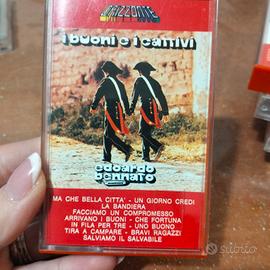 ORIZZONTE
i buoni e i cattivi
edoardo
bennato
MA CHE BELLA CITTA' - UN GIORNO CREDI
LA BANDIERA
FACCIAMO UN COMPROMESSO
ARRIVANO I BUONI - CHE FORTUNA
IN FILA PER TRE - UNO BUONO
TIRA A CAMPARE - BRAVI RAGAZZI
SALVIAMO IL SALVABILE
subito